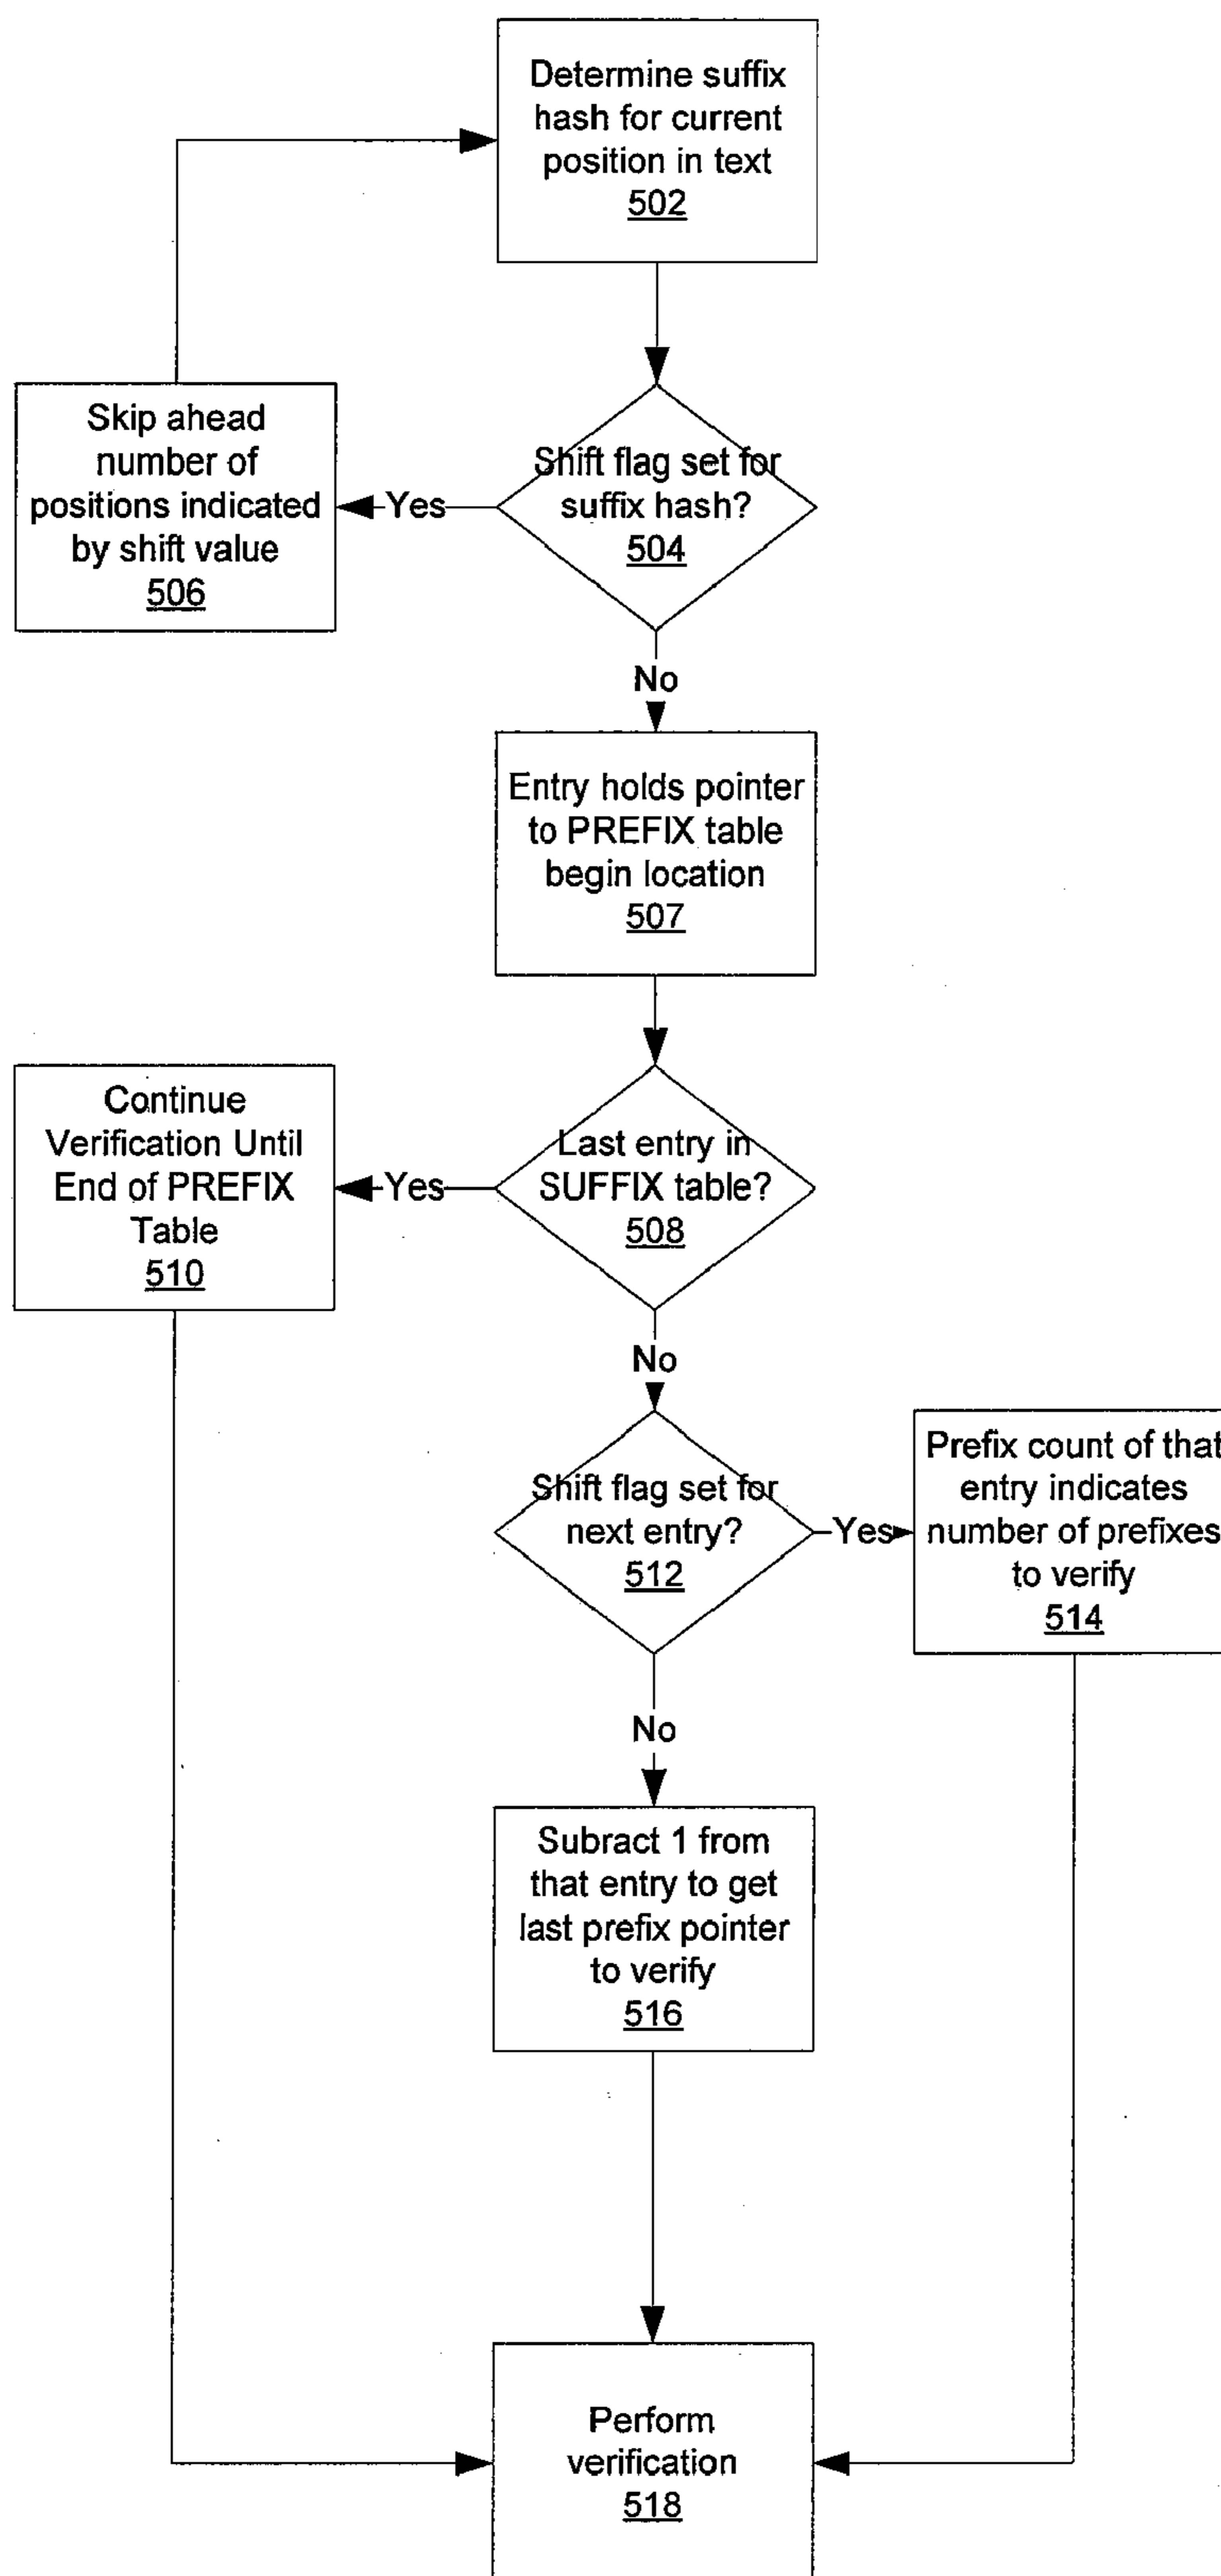 Determine suffix
hash for current
position in text
502
Skip ahead
number of
positions indicated
by shift value
506
Yes
Shift flag set for
suffix hash?
504
No
Entry holds pointer
to PREFIX table
begin location
507
Continue
Verification Until
End of PREFIX
Table
510
Yes
Last entry in
SUFFIX table?
508
No
Shift flag set for
next entry?
512
Yes
Prefix count of that
entry indicates
number of prefixes
to verify
514
No
Subract 1 from
that entry to get
last prefix pointer
to verify
516
Perform
verification
518